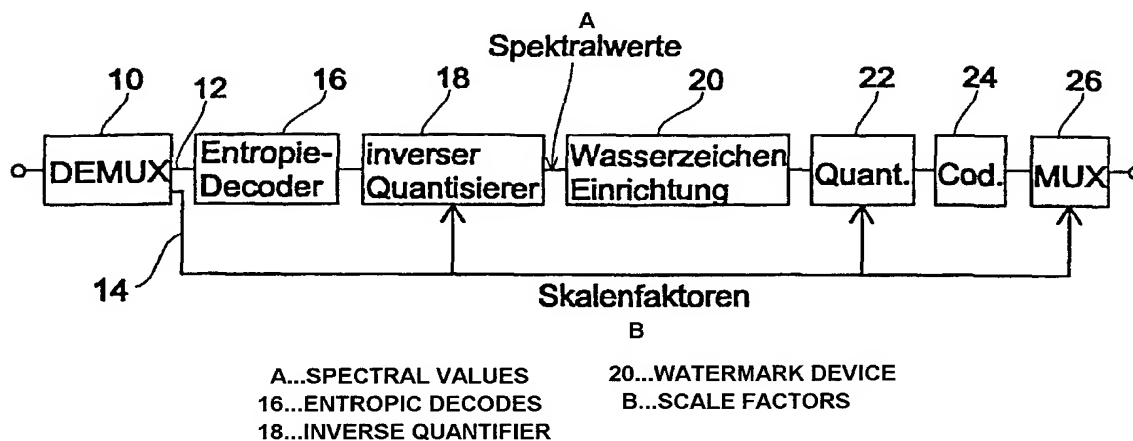 A
Spektralwerte
10
12
16
18
20
22
24
26
DEMUX
Entropie-
Decoder
inverser
Quantisierer
Wasserzeichen
Einrichtung
Quant.
Cod.
MUX
14
Skalenfaktoren
B
A...SPECTRAL VALUES
16...ENTROPIC DECODES
18...INVERSE QUANTIFIER
20...WATERMARK DEVICE
B...SCALE FACTORS